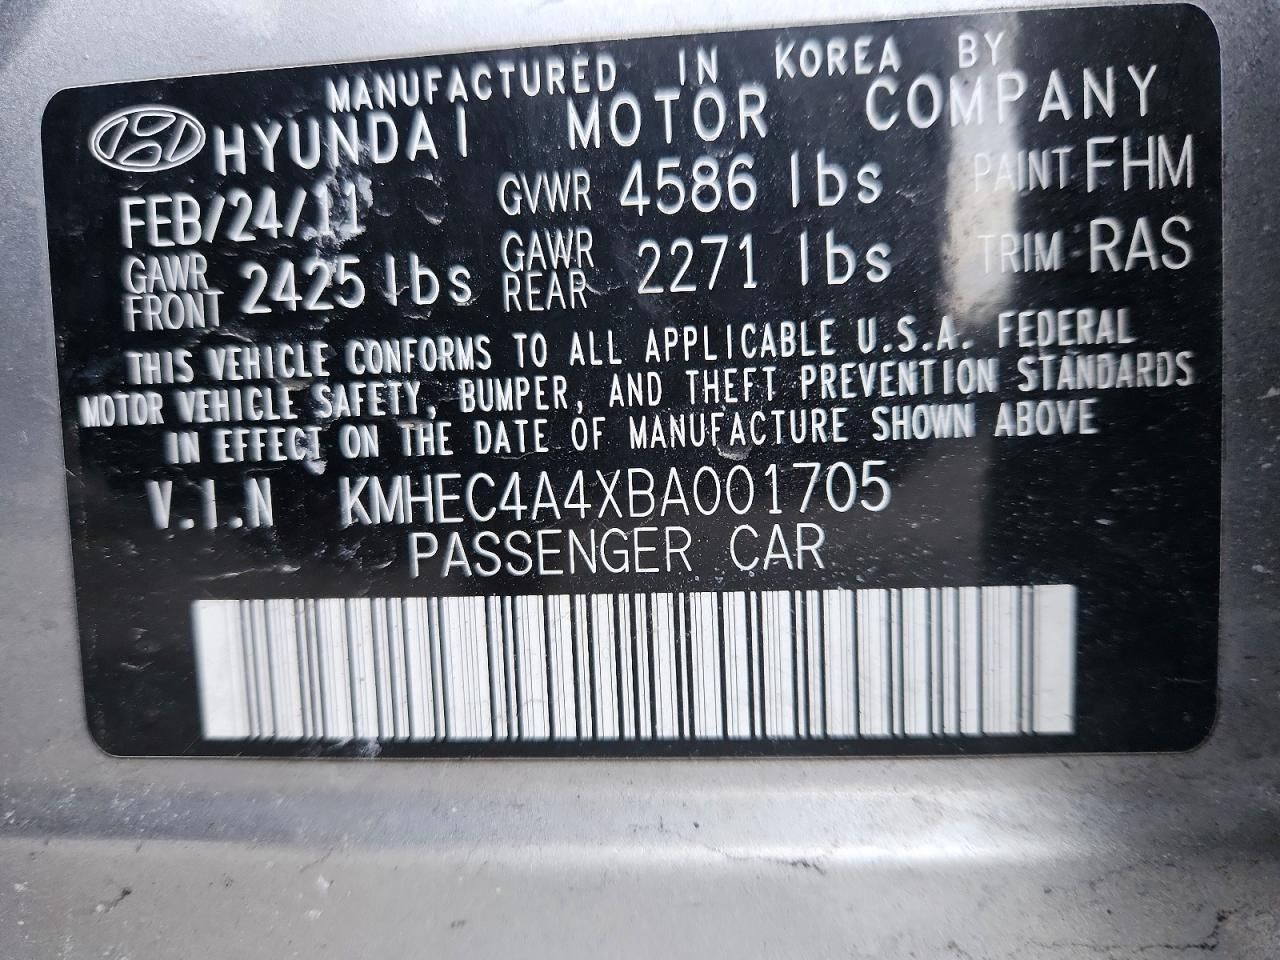 MANUFACTURED IN KOREA BY
HYUNDAI MOTOR COMPANY
FEB/24/11 GVWR 4586 lbs PAINT FHM
GAWR FRONT 2425 lbs GAWR REAR 2271 lbs TRIM RAS
THIS VEHICLE CONFORMS TO ALL APPLICABLE U.S.A. FEDERAL
MOTOR VEHICLE SAFETY, BUMPER, AND THEFT PREVENTION STANDARDS
IN EFFECT ON THE DATE OF MANUFACTURE SHOWN ABOVE
V.I.N KMHEC4A4XBA001705
PASSENGER CAR